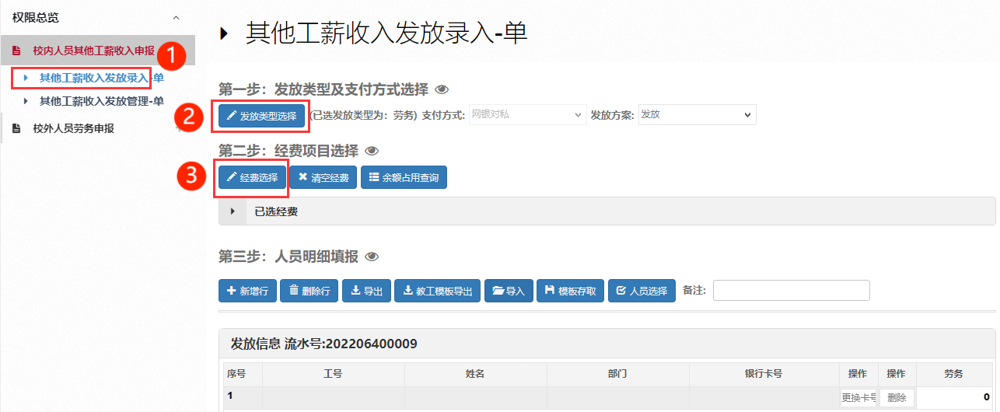 权限总览
校内人员其他工薪收入申报
1
其他工薪收入发放录入-单
其他工薪收入发放管理-单
校外人员劳务申报
其他工薪收入发放录入-单
第一步：发放类型及支付方式选择
2 发放类型选择 (已选发放类型为：劳务) 支付方式: 网银对私 发放方案: 发放
第二步：经费项目选择
3 经费选择 清空经费 余额占用查询
已选经费
第三步：人员明细填报
新增行 删除行 导出 教工模板导出 导入 模板存取 人员选择 备注:
发放信息 流水号:202206400009
序号 工号 姓名 部门 银行卡号 操作 操作 劳务
1 更换卡号 删除 0